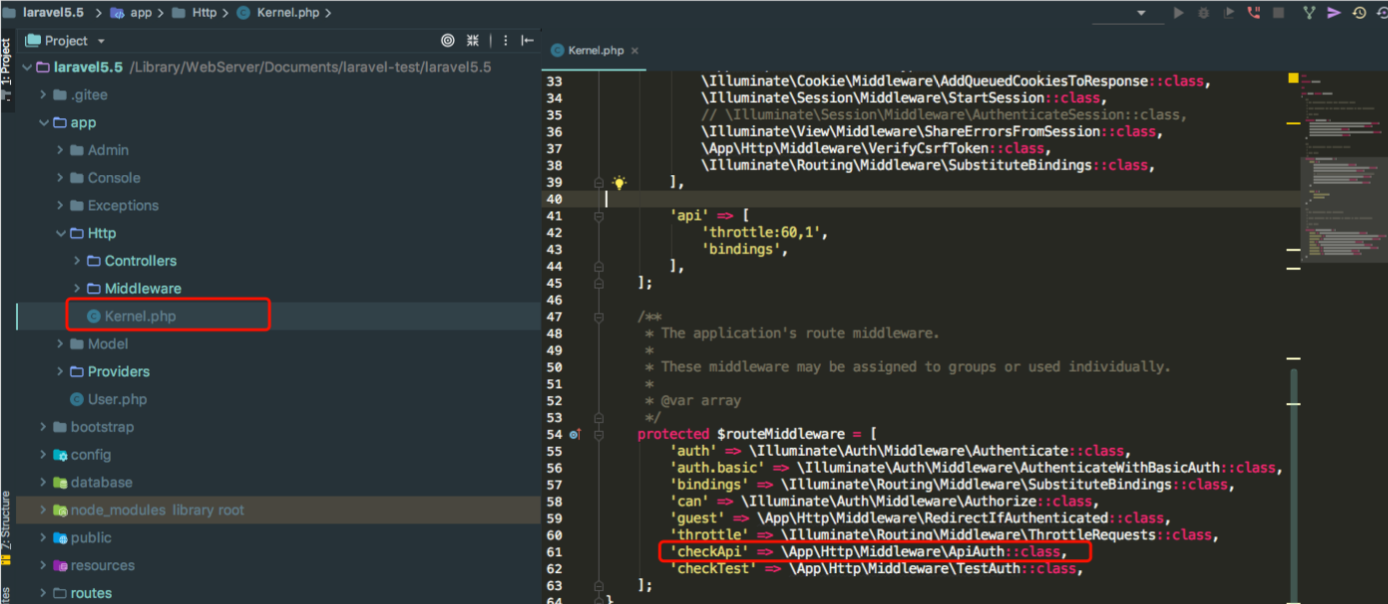 laravel5.5 > app > Http > Kernel.php >
1: Project
Project
laravel5.5 /Library/WebServer/Documents/laravel-test/laravel5.5
.gitee
app
Admin
Console
Exceptions
Http
Controllers
Middleware
Kernel.php
Model
Providers
User.php
bootstrap
config
database
node_modules library root
public
resources
routes
7: Structure
Kernel.php ×
33 \Illuminate\Cookie\Middleware\AddQueuedCookiesToResponse::class,
34 \Illuminate\Session\Middleware\StartSession::class,
35 // \Illuminate\Session\Middleware\AuthenticateSession::class,
36 \Illuminate\View\Middleware\ShareErrorsFromSession::class,
37 \App\Http\Middleware\VerifyCsrfToken::class,
38 \Illuminate\Routing\Middleware\SubstituteBindings::class,
39 ],
40
41 'api' => [
42 'throttle:60,1',
43 'bindings',
44 ],
45 ];
46
47 /**
48 * The application's route middleware.
49 *
50 * These middleware may be assigned to groups or used individually.
51 *
52 * @var array
53 */
54 protected $routeMiddleware = [
55 'auth' => \Illuminate\Auth\Middleware\Authenticate::class,
56 'auth.basic' => \Illuminate\Auth\Middleware\AuthenticateWithBasicAuth::class,
57 'bindings' => \Illuminate\Routing\Middleware\SubstituteBindings::class,
58 'can' => \Illuminate\Auth\Middleware\Authorize::class,
59 'guest' => \App\Http\Middleware\RedirectIfAuthenticated::class,
60 'throttle' => \Illuminate\Routing\Middleware\ThrottleRequests::class,
61 'checkApi' => \App\Http\Middleware\ApiAuth::class,
62 'checkTest' => \App\Http\Middleware\TestAuth::class,
63 ];
64 }